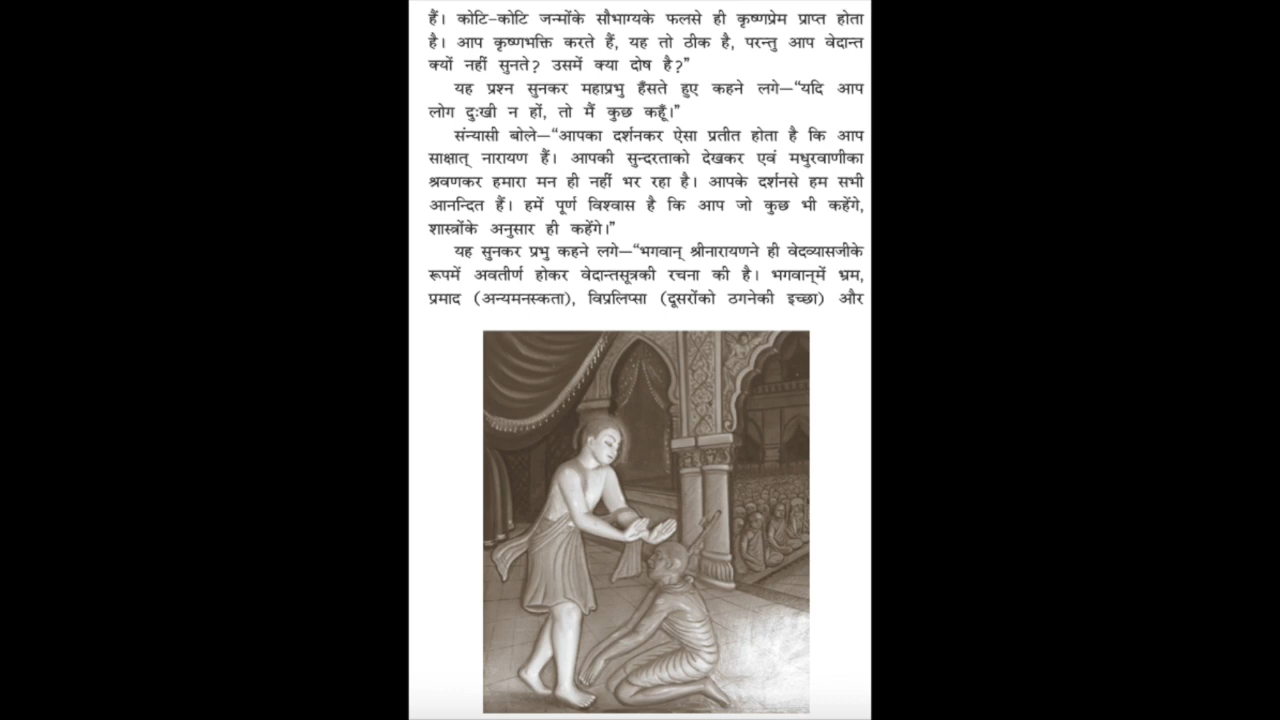 हैं। कोटि-कोटि जन्मोंके सौभाग्यके फलसे ही कृष्णप्रेम प्राप्त होता
है। आप कृष्णभक्ति करते हैं, यह तो ठीक है, परन्तु आप वेदान्त
क्यों नहीं सुनते? उसमें क्या दोष है?”
यह प्रश्न सुनकर महाप्रभु हँसते हुए कहने लगे—“यदि आप
लोग दुःखी न हों, तो मैं कुछ कहूँ।”
संन्यासी बोले—“आपका दर्शनकर ऐसा प्रतीत होता है कि आप
साक्षात् नारायण हैं। आपकी सुन्दरताको देखकर एवं मधुरवाणीका
श्रवणकर हमारा मन ही नहीं भर रहा है। आपके दर्शनसे हम सभी
आनन्दित हैं। हमें पूर्ण विश्वास है कि आप जो कुछ भी कहेंगे,
शास्त्रोंके अनुसार ही कहेंगे।”
यह सुनकर प्रभु कहने लगे—“भगवान् श्रीनारायणने ही वेदव्यासजीके
रूपमें अवतीर्ण होकर वेदान्तसूत्रकी रचना की है। भगवान्‌में भ्रम,
प्रमाद (अन्यमनस्कता), विप्रलिप्सा (दूसरोंको ठगनेकी इच्छा) और